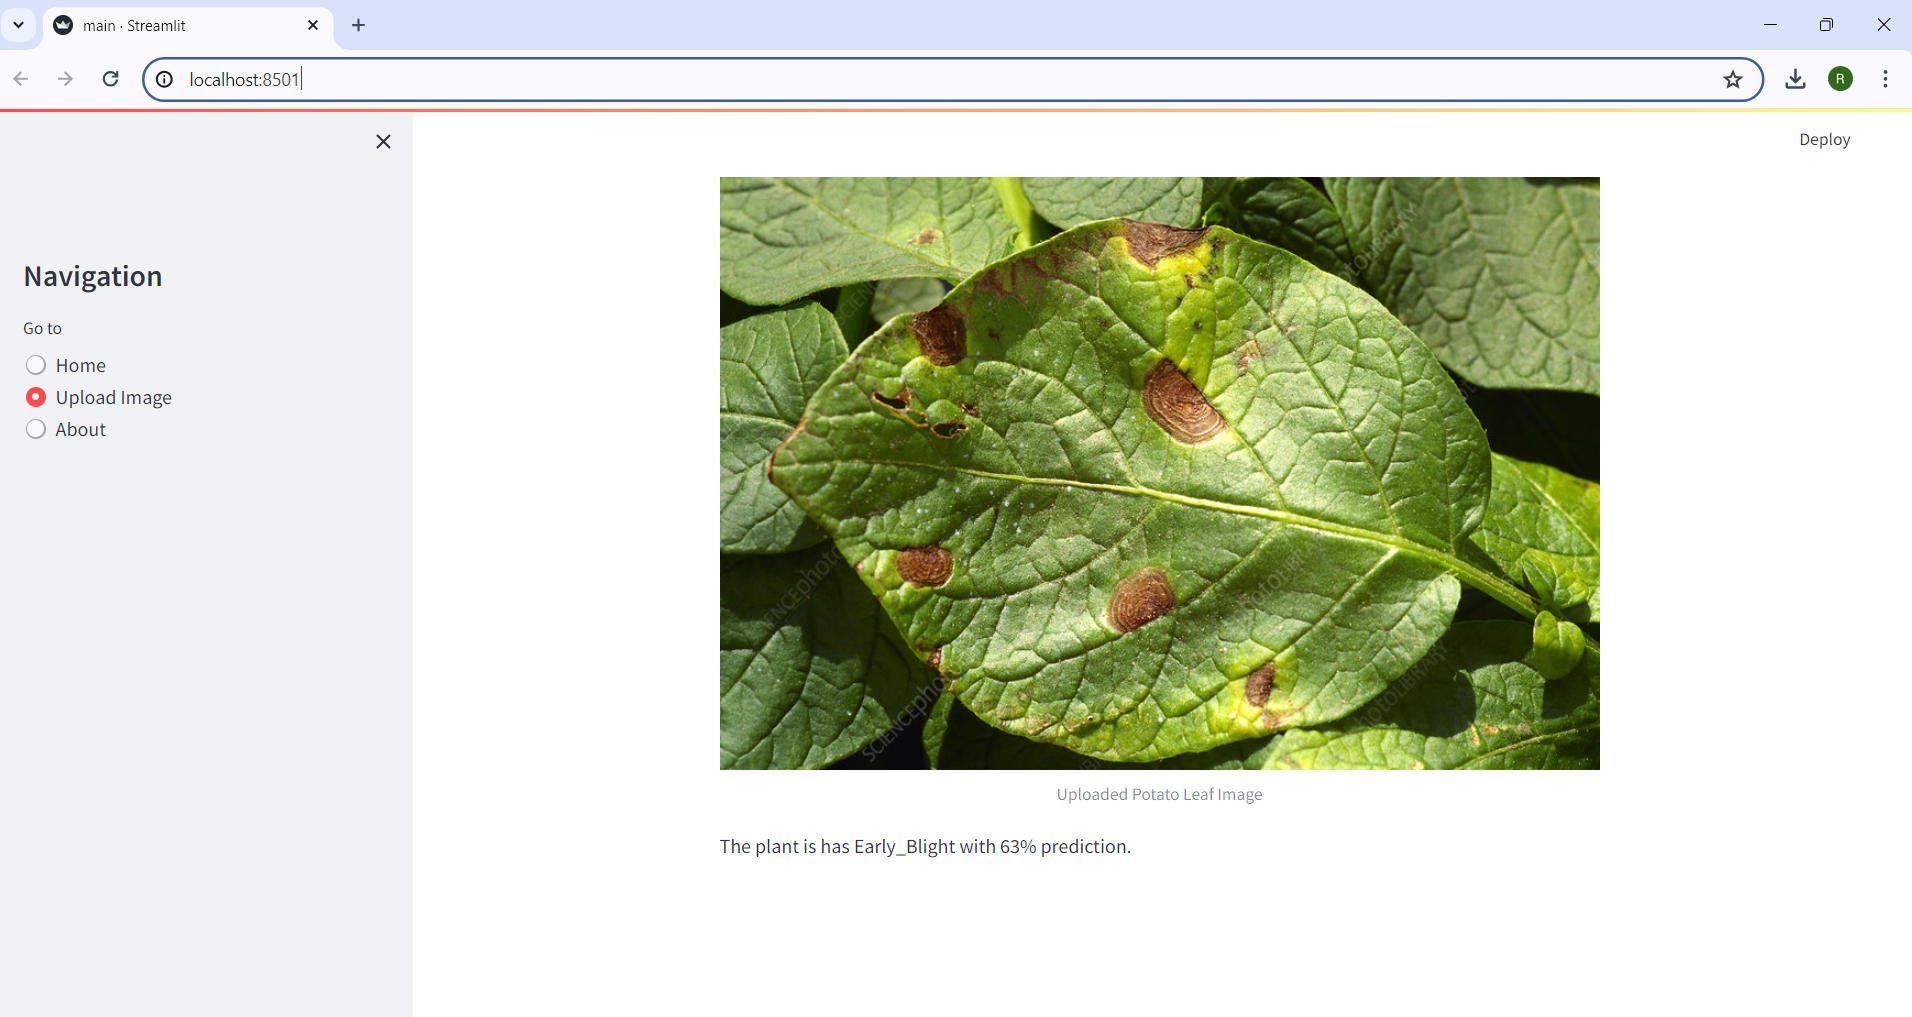 main · Streamlit
localhost:8501
R
Deploy
Navigation
Go to
Home
Upload Image
About
SCIENCEphoto
PHOTOLIBRARY
Uploaded Potato Leaf Image
The plant is has Early_Blight with 63% prediction.